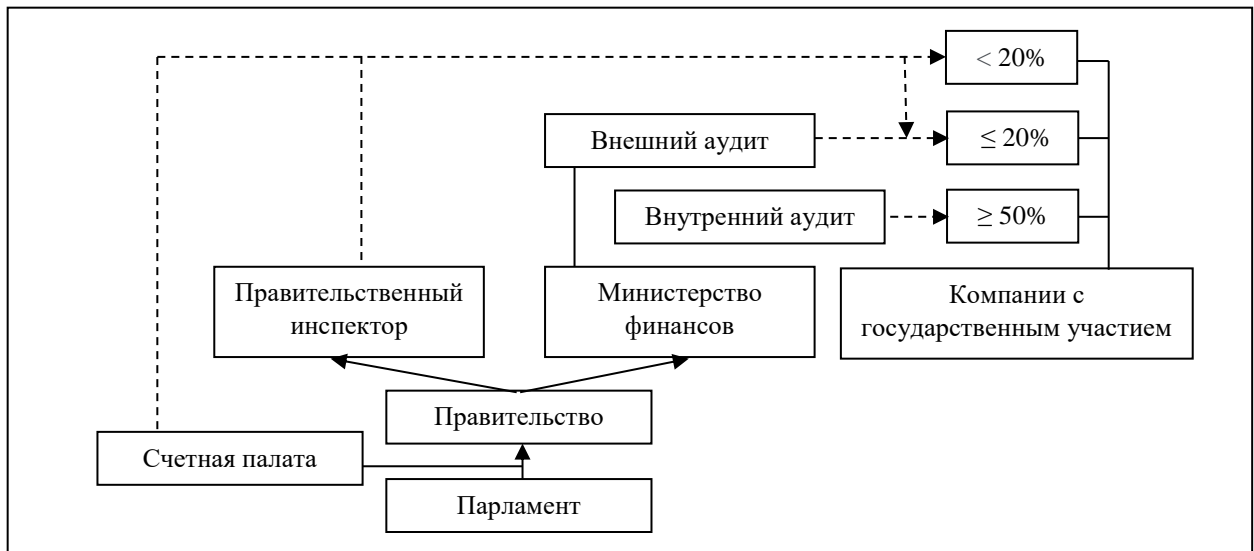 < 20%
Внешний аудит
≤ 20%
Внутренний аудит
≥ 50%
Правительственный
инспектор
Министерство
финансов
Компании с
государственным участием
Правительство
Счетная палата
Парламент